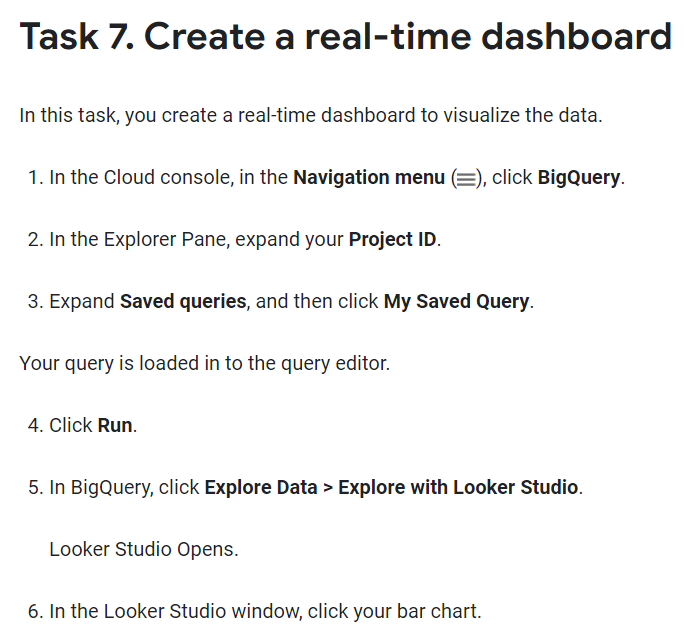 Task 7. Create a real-time dashboard
In this task, you create a real-time dashboard to visualize the data.
1. In the Cloud console, in the Navigation menu (☰), click BigQuery.
2. In the Explorer Pane, expand your Project ID.
3. Expand Saved queries, and then click My Saved Query.
Your query is loaded in to the query editor.
4. Click Run.
5. In BigQuery, click Explore Data > Explore with Looker Studio.
Looker Studio Opens.
6. In the Looker Studio window, click your bar chart.